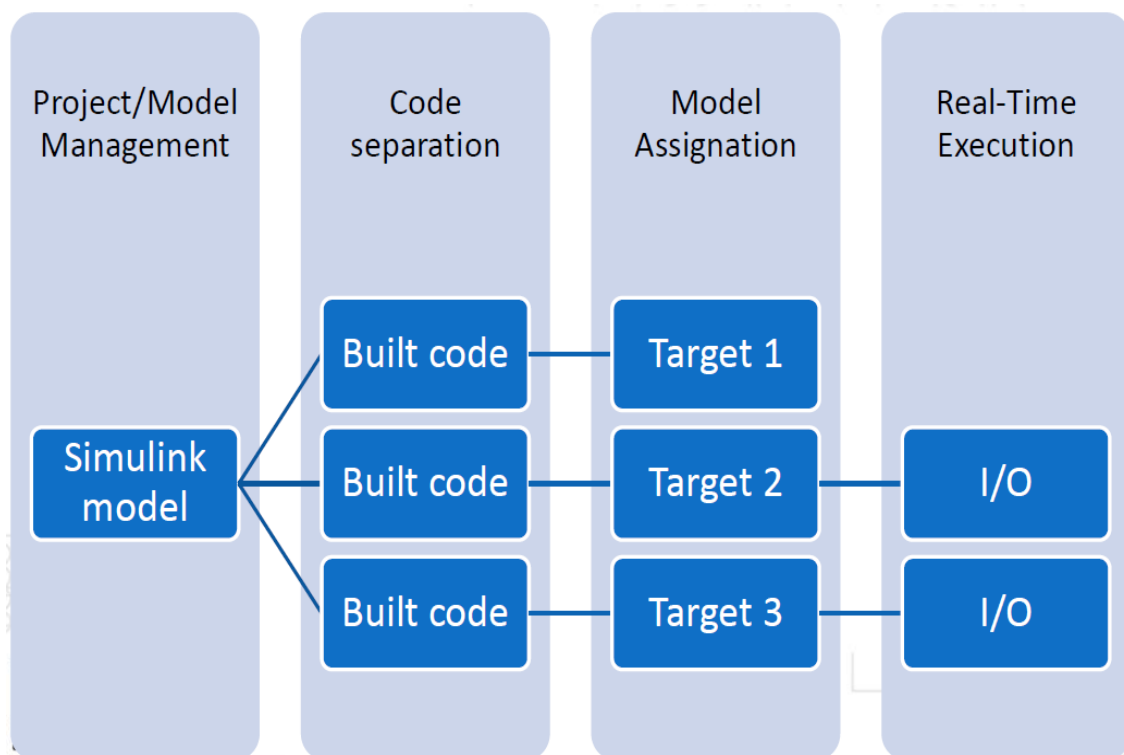 Project/Model
Management
Code
separation
Model
Assignation
Real-Time
Execution
Simulink
model
Built code
Built code
Built code
Target 1
Target 2
Target 3
I/O
I/O